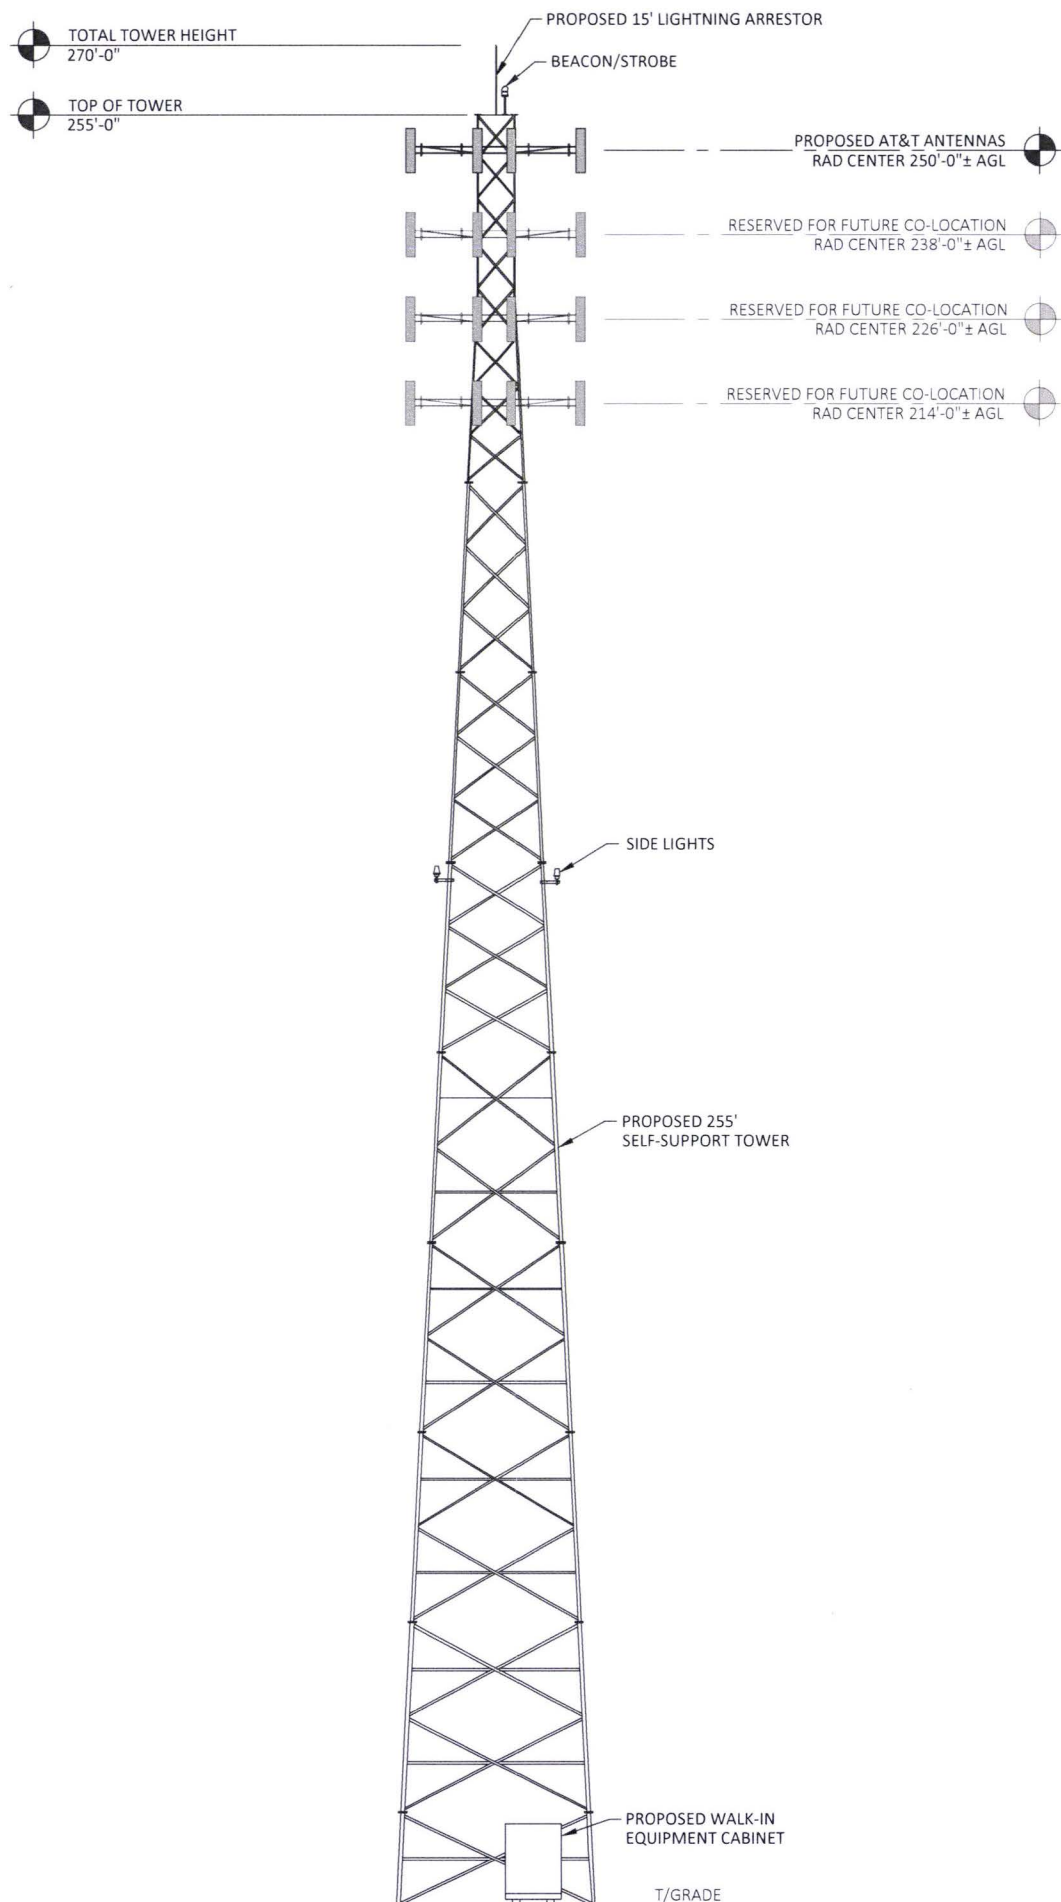 PROPOSED 15' LIGHTNING ARRESTOR
TOTAL TOWER HEIGHT
270'-0"
BEACON/STROBE
TOP OF TOWER
255'-0"
PROPOSED AT&T ANTENNAS
RAD CENTER 250'-0"± AGL
RESERVED FOR FUTURE CO-LOCATION
RAD CENTER 238'-0"± AGL
RESERVED FOR FUTURE CO-LOCATION
RAD CENTER 226'-0"± AGL
RESERVED FOR FUTURE CO-LOCATION
RAD CENTER 214'-0"± AGL
SIDE LIGHTS
PROPOSED 255'
SELF-SUPPORT TOWER
PROPOSED WALK-IN
EQUIPMENT CABINET
T/GRADE